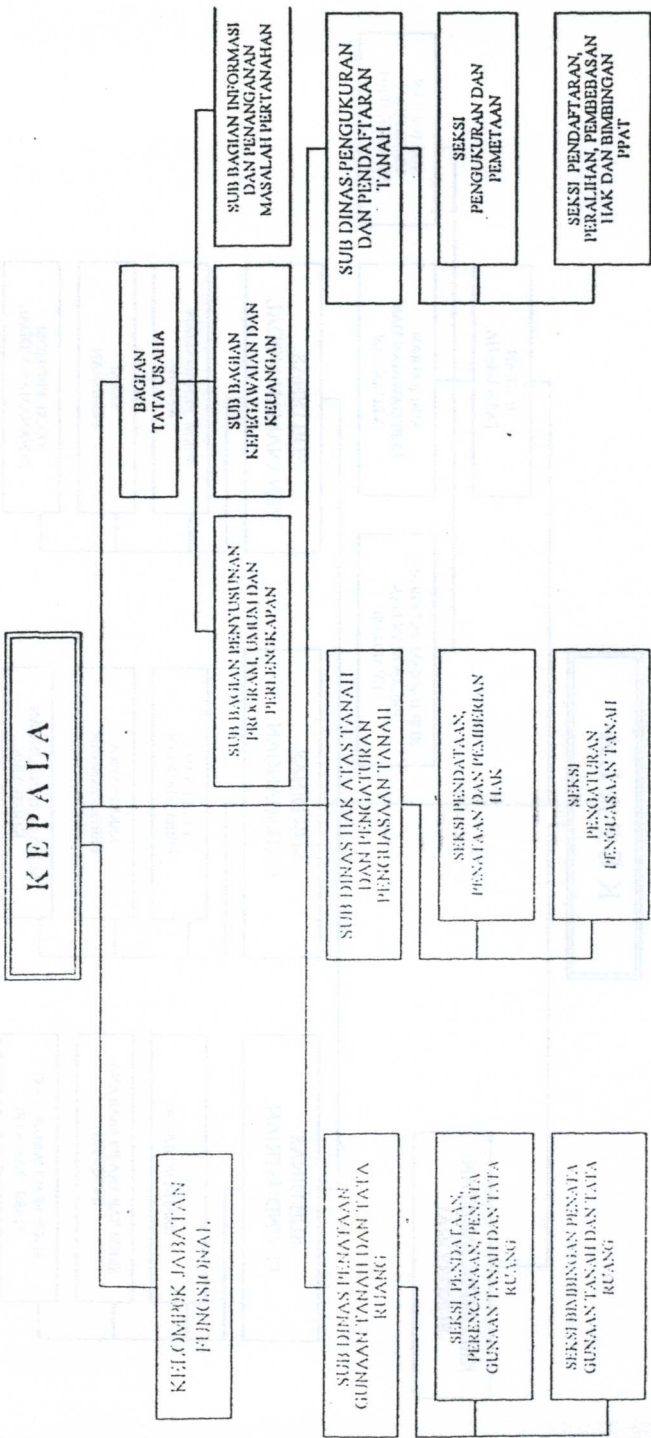 KEPALA
KELOMPOK JABATAN
FUNGSIONAL
BAGIAN
TATA USAHA
SUB BAGIAN PENYUSUNAN
PROGRAM, UMUM DAN
PERLENGKAPAN
SUB BAGIAN
KEPEGAWAIAN DAN
KEUANGAN
SUB BAGIAN INFORMASI
DAN PENANGANAN
MASALAH PERTANAHAN
SUB DINAS PENATAAN
GUNAAN TANAH DAN TATA
RUANG
SUB DINAS HAK ATAS TANAH
DAN PENGATURAN
PENGUASAAN TANAH
SUB DINAS PENGUKURAN
DAN PENDAFTARAN
TANAH
SEKSI PENDATAAN,
PERENCANAAN, PENATA
GUNAAN TANAH DAN TATA
RUANG
SEKSI PENDATAAN,
PENATAAN DAN PEMBERIAN
HAK
SEKSI
PENGUKURAN DAN
PEMETAAN
SEKSI BIMBINGAN PENATA
GUNAAN TANAH DAN TATA
RUANG
SEKSI
PENGATURAN
PENGUASAAN TANAH
SEKSI PENDAFTARAN,
PERALIHAN, PEMBEBASAN
HAK DAN BIMBINGAN
PPAT